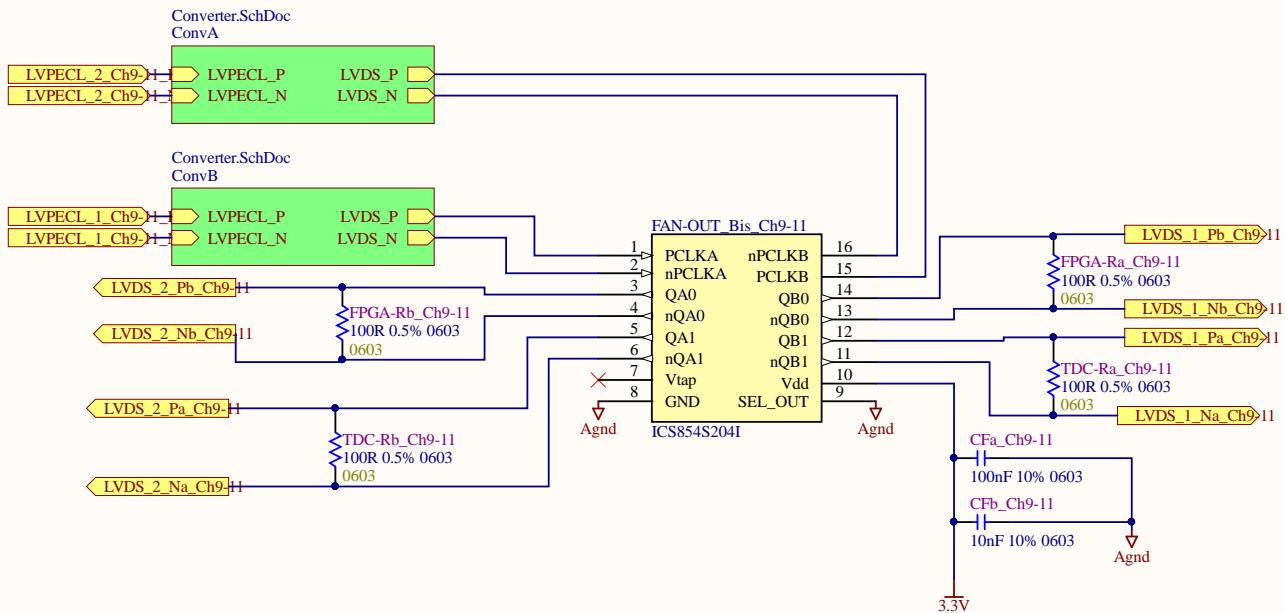 Converter.SchDoc
ConvA
LVPECL_2_Ch9-11_
LVPECL_P
LVDS_P
LVPECL_2_Ch9-11_
LVPECL_N
LVDS_N
Converter.SchDoc
ConvB
LVPECL_1_Ch9-11_
LVPECL_P
LVDS_P
LVPECL_1_Ch9-11_
LVPECL_N
LVDS_N
FAN-OUT_Bis_Ch9-11
1
PCLKA
nPCLKB
16
2
nPCLKA
PCLKB
15
3
QA0
QB0
14
4
nQA0
nQB0
13
5
QA1
QB1
12
6
nQA1
nQB1
11
7
Vtap
Vdd
10
8
GND
SEL_OUT
9
ICS854S204I
Agnd
Agnd
LVDS_2_Pb_Ch9-11
FPGA-Rb_Ch9-11
100R 0.5% 0603
0603
LVDS_2_Nb_Ch9-11
LVDS_2_Pa_Ch9-11
TDC-Rb_Ch9-11
100R 0.5% 0603
0603
LVDS_2_Na_Ch9-11
LVDS_1_Pb_Ch9-11
FPGA-Ra_Ch9-11
100R 0.5% 0603
0603
LVDS_1_Nb_Ch9-11
LVDS_1_Pa_Ch9-11
TDC-Ra_Ch9-11
100R 0.5% 0603
0603
LVDS_1_Na_Ch9-11
CFa_Ch9-11
100nF 10% 0603
CFb_Ch9-11
10nF 10% 0603
Agnd
3.3V